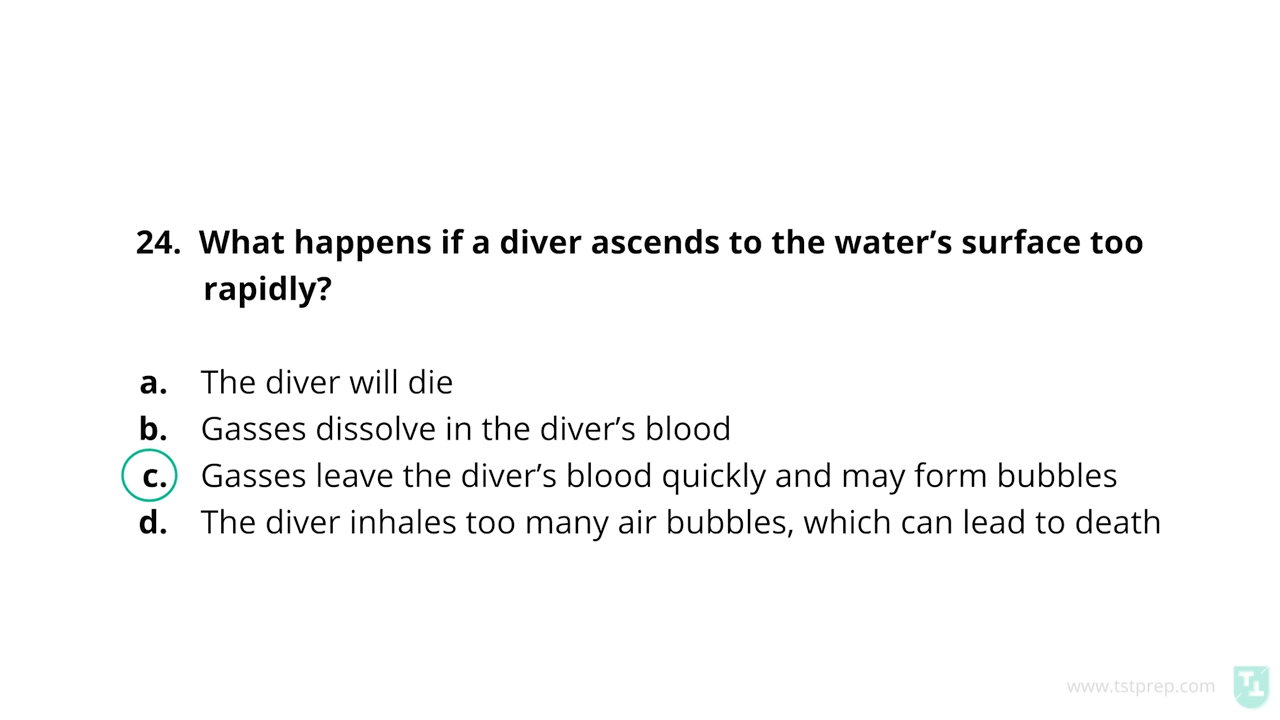 24. What happens if a diver ascends to the water’s surface too
rapidly?
a. The diver will die
b. Gasses dissolve in the diver’s blood
c. Gasses leave the diver’s blood quickly and may form bubbles
d. The diver inhales too many air bubbles, which can lead to death
www.tstprep.com